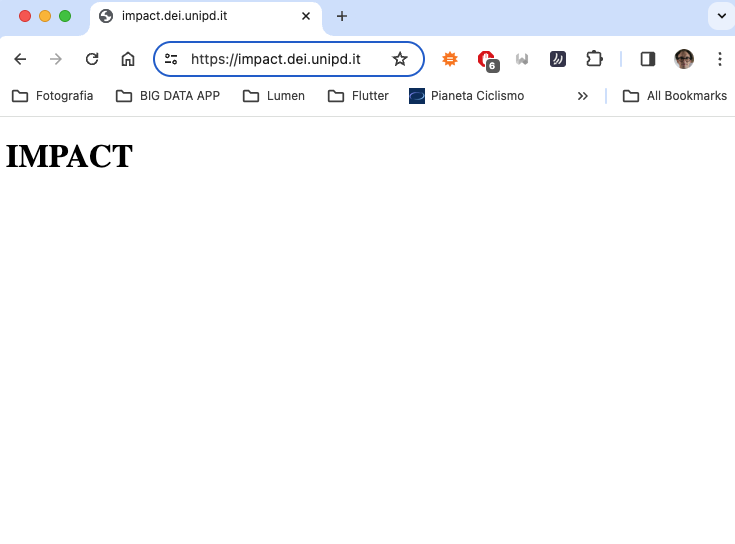 impact.dei.unipd.it
https://impact.dei.unipd.it
6
Fotografia BIG DATA APP Lumen Flutter Pianeta Ciclismo All Bookmarks
IMPACT